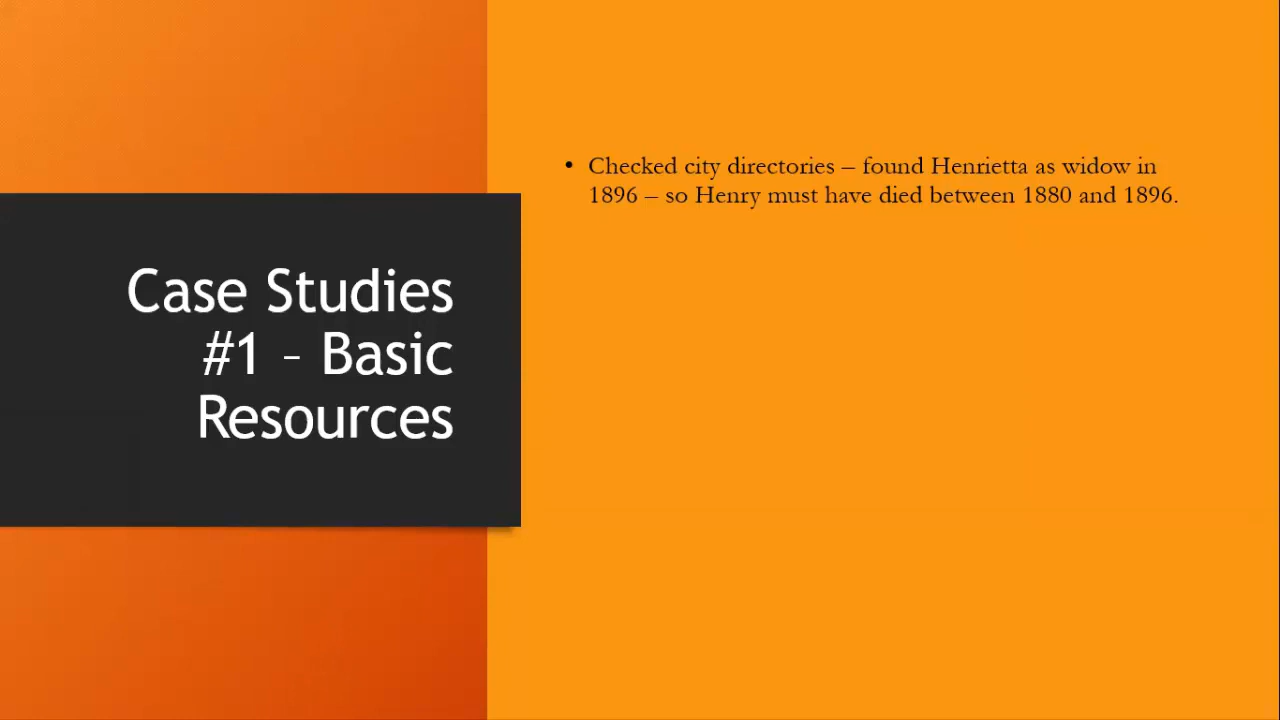 Case Studies
#1 – Basic
Resources
• Checked city directories – found Henrietta as widow in
1896 – so Henry must have died between 1880 and 1896.